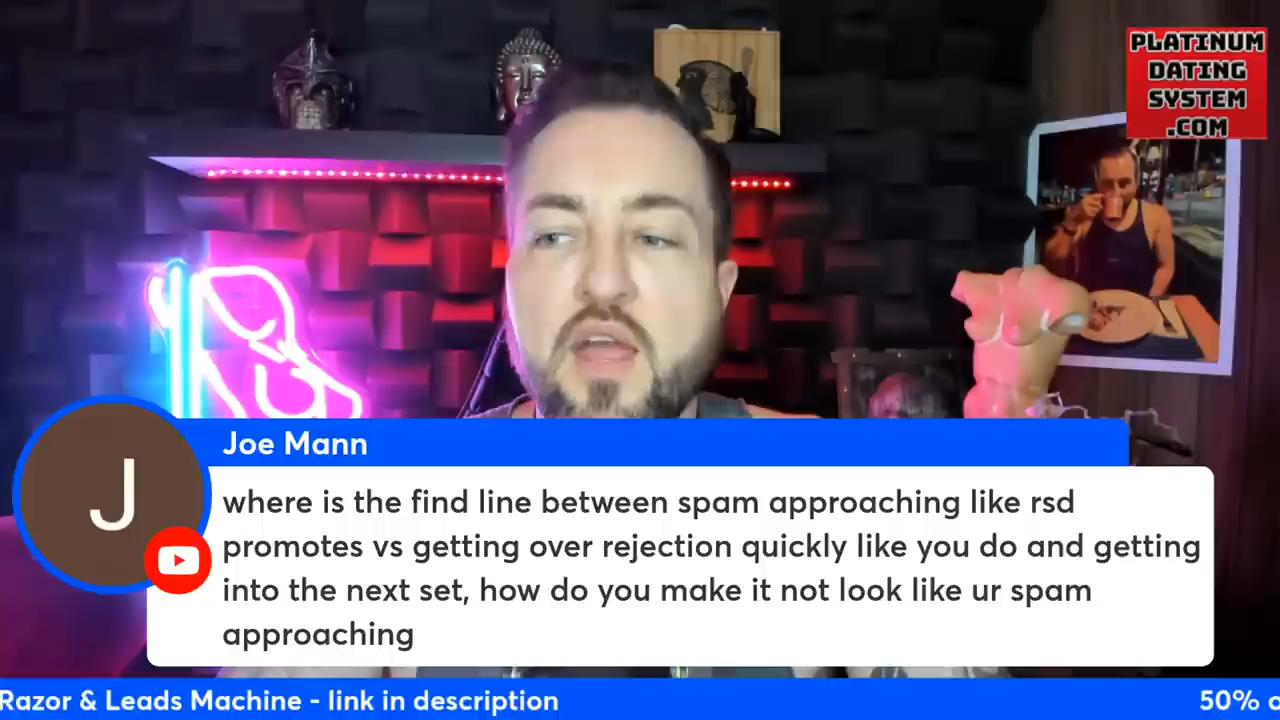 PLATINUM
DATING
SYSTEM
.COM
Joe Mann
J
where is the find line between spam approaching like rsd
promotes vs getting over rejection quickly like you do and getting
into the next set, how do you make it not look like ur spam
approaching
Razor & Leads Machine - link in description
50%